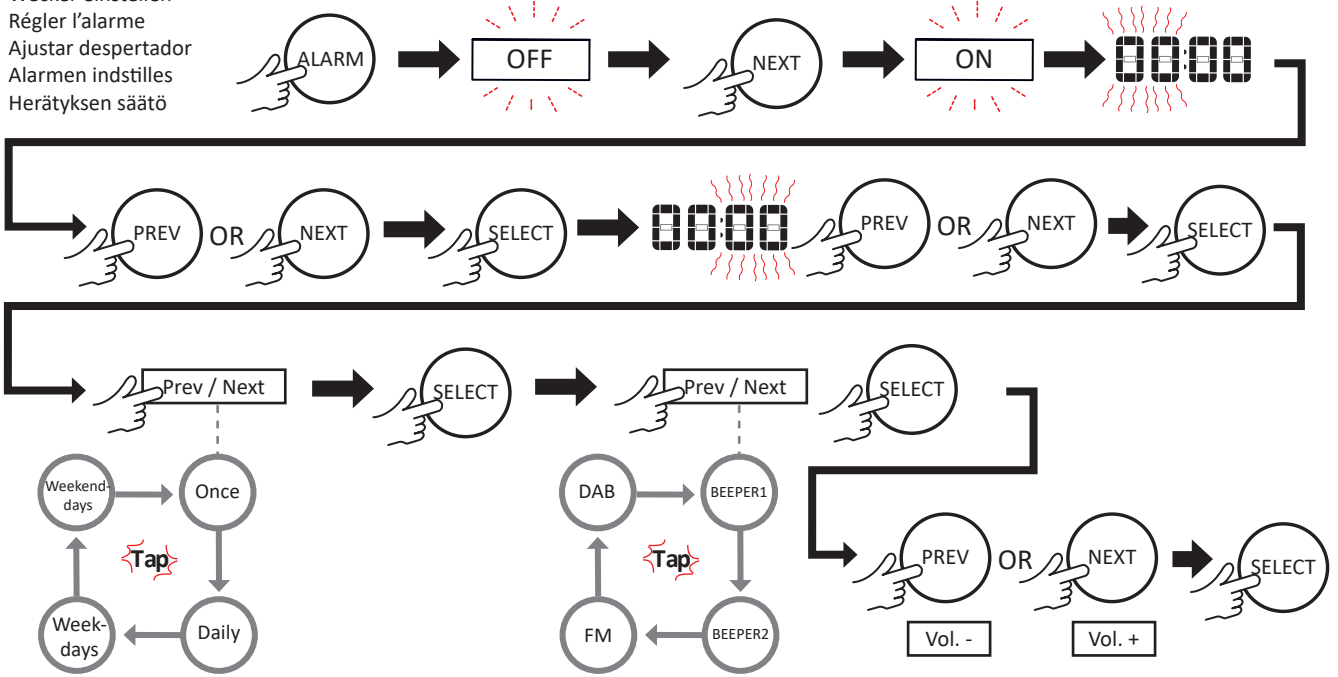 Wecker einstellen
Régler l'alarme
Ajustar despertador
Alarmen indstilles
Herätyksen säätö
ALARM
OFF
NEXT
ON
00:00
PREV
OR
NEXT
SELECT
00:00
PREV
OR
NEXT
SELECT
Prev / Next
SELECT
Prev / Next
SELECT
Weekend-
days
Once
Tap
Week-
days
Daily
DAB
BEEPER1
Tap
FM
BEEPER2
PREV
OR
NEXT
SELECT
Vol. -
Vol. +